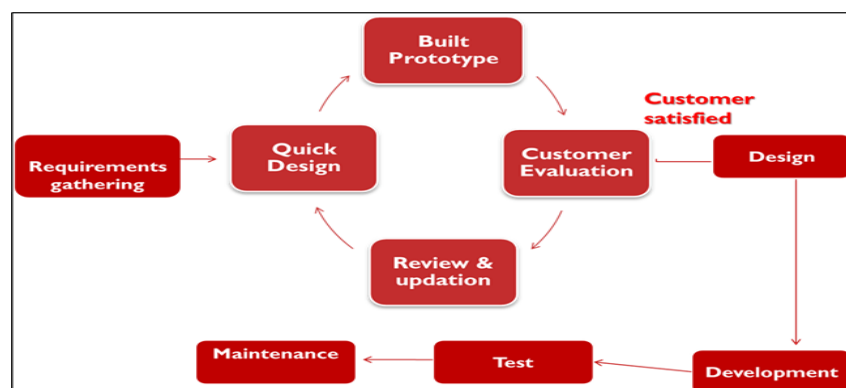 Built
Prototype
Customer
satisfied
Requirements
gathering
Quick
Design
Customer
Evaluation
Design
Review &
updation
Maintenance
Test
Development